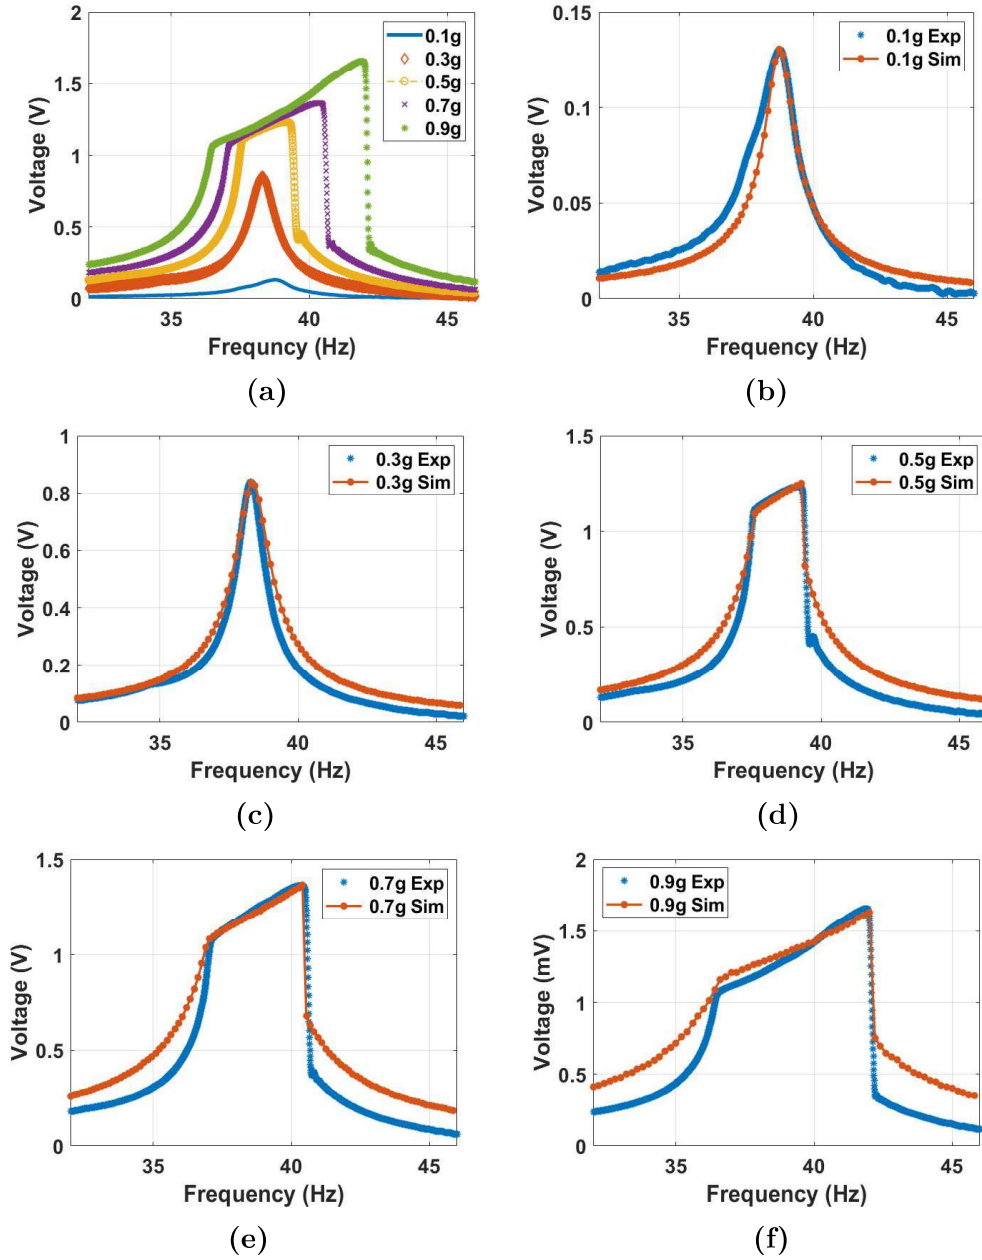 2
1.5
1
0.5
0
35
40
45
Voltage (V)
Frequncy (Hz)
0.1g
0.3g
0.5g
0.7g
0.9g
(a)
0.15
0.1
0.05
0
35
40
45
Voltage (V)
Frequency (Hz)
0.1g Exp
0.1g Sim
(b)
1
0.8
0.6
0.4
0.2
0
35
40
45
Voltage (V)
Frequency (Hz)
0.3g Exp
0.3g Sim
(c)
1.5
1
0.5
0
35
40
45
Voltage (V)
Frequency (Hz)
0.5g Exp
0.5g Sim
(d)
1.5
1
0.5
0
35
40
45
Voltage (V)
Frequency (Hz)
0.7g Exp
0.7g Sim
(e)
2
1.5
1
0.5
0
35
40
45
Voltage (mV)
Frequency (Hz)
0.9g Exp
0.9g Sim
(f)